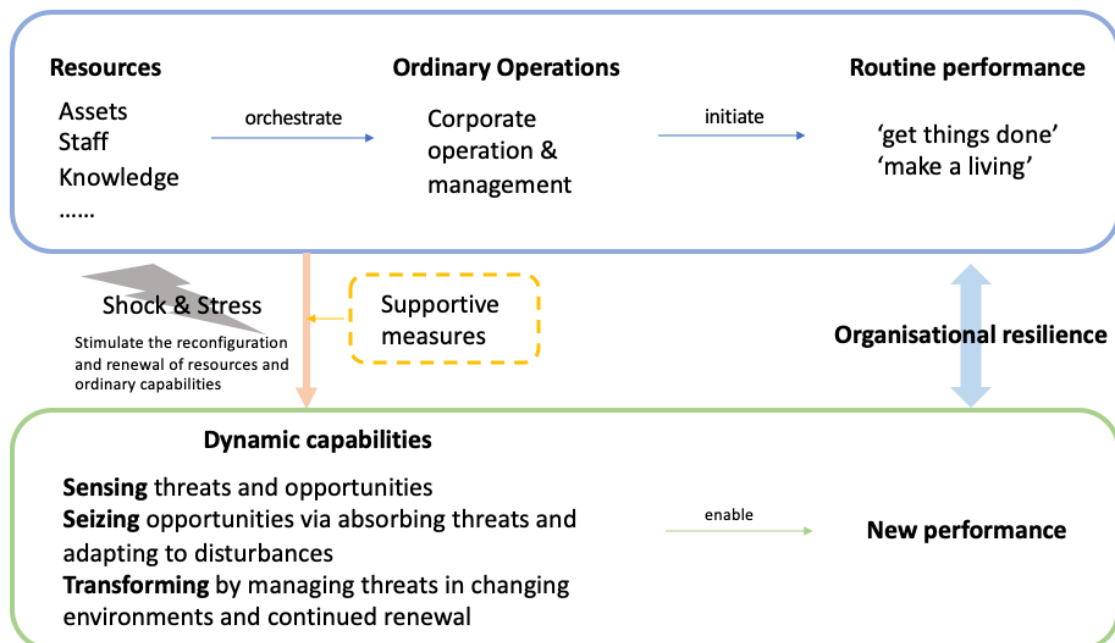 Resources
Assets
Staff
Knowledge
......
orchestrate
Ordinary Operations
Corporate
operation &
management
initiate
Routine performance
‘get things done’
‘make a living’
Shock & Stress
Stimulate the reconfiguration
and renewal of resources and
ordinary capabilities
Supportive
measures
Organisational resilience
Dynamic capabilities
Sensing threats and opportunities
Seizing opportunities via absorbing threats and
adapting to disturbances
Transforming by managing threats in changing
environments and continued renewal
enable
New performance